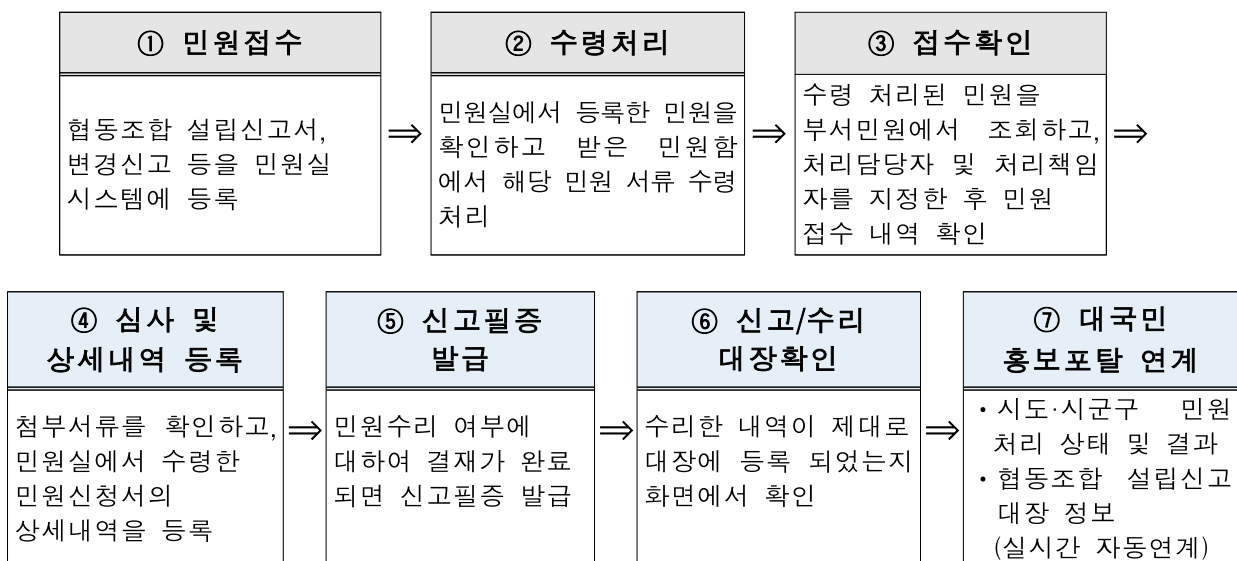 ① 민원접수
협동조합 설립신고서,
변경신고 등을 민원실
시스템에 등록
⇒
② 수령처리
민원실에서 등록한 민원을
확인하고 받은 민원함
에서 해당 민원 서류 수령
처리
⇒
③ 접수확인
수령 처리된 민원을
부서민원에서 조회하고,
처리담당자 및 처리책임
자를 지정한 후 민원
접수 내역 확인
⇒
④ 심사 및
상세내역 등록
첨부서류를 확인하고,
민원실에서 수령한
민원신청서의
상세내역을 등록
⇒
⑤ 신고필증
발급
민원수리 여부에
대하여 결재가 완료
되면 신고필증 발급
⇒
⑥ 신고/수리
대장확인
수리한 내역이 제대로
대장에 등록 되었는지
화면에서 확인
⇒
⑦ 대국민
홍보포탈 연계
• 시도·시군구 민원
처리 상태 및 결과
• 협동조합 설립신고
대장 정보
(실시간 자동연계)